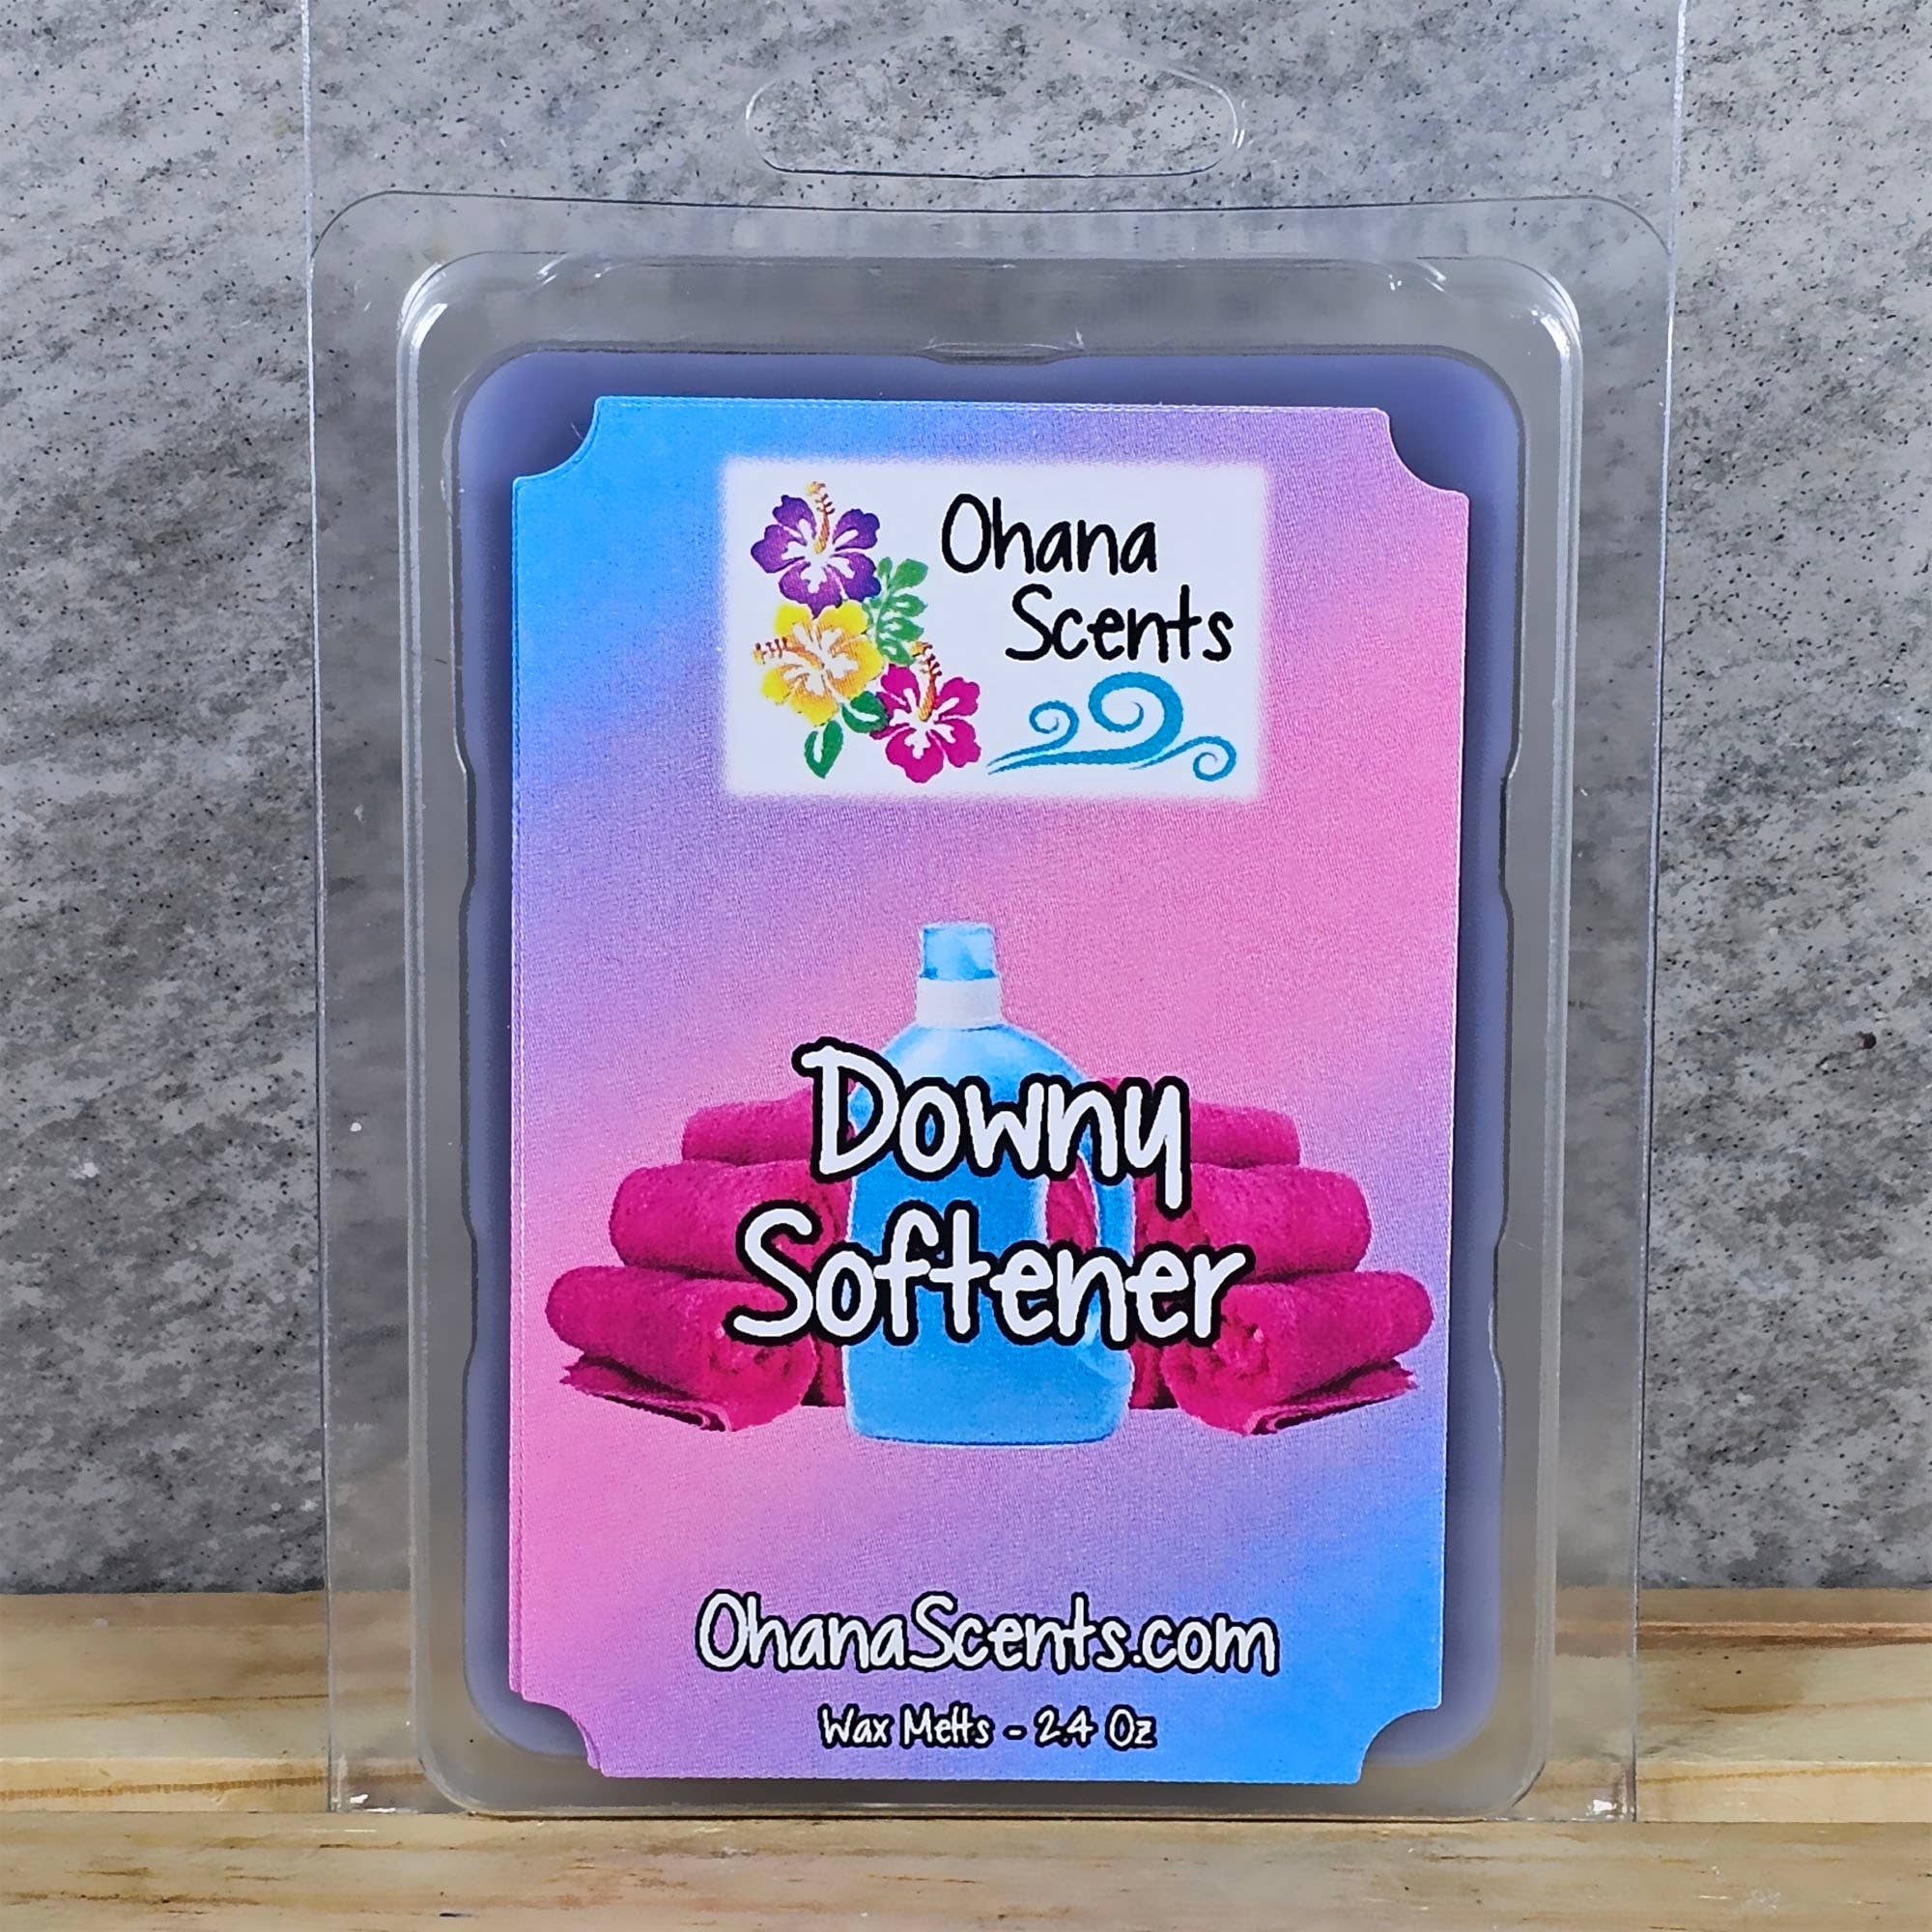 Ohana
Scents
Downy
Softener
OhanaScents.com
Wax Melts - 2.4 Oz